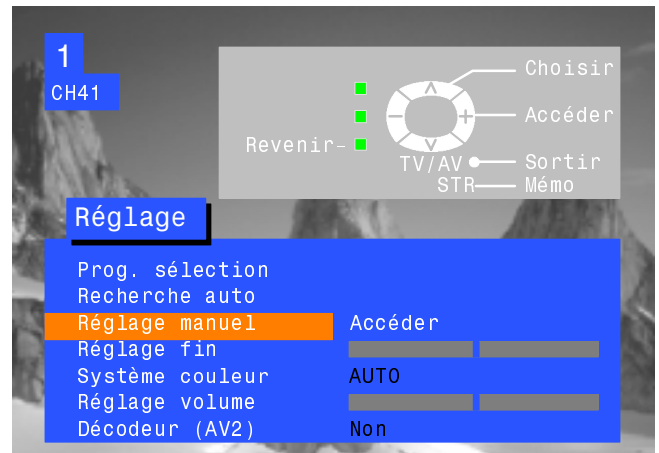 1
CH41
Choisir
Accéder
Revenir
TV/AV Sortir
STR Mémo
Réglage
Prog. sélection
Recherche auto
Réglage manuel Accéder
Réglage fin
Système couleur AUTO
Réglage volume
Décodeur (AV2) Non